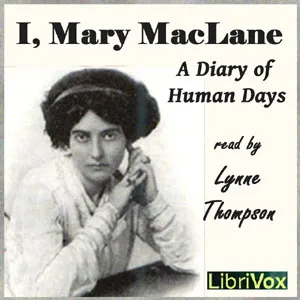 I, Mary MacLane
A Diary of
Human Days
read by
Lynne
Thompson
LibriVox